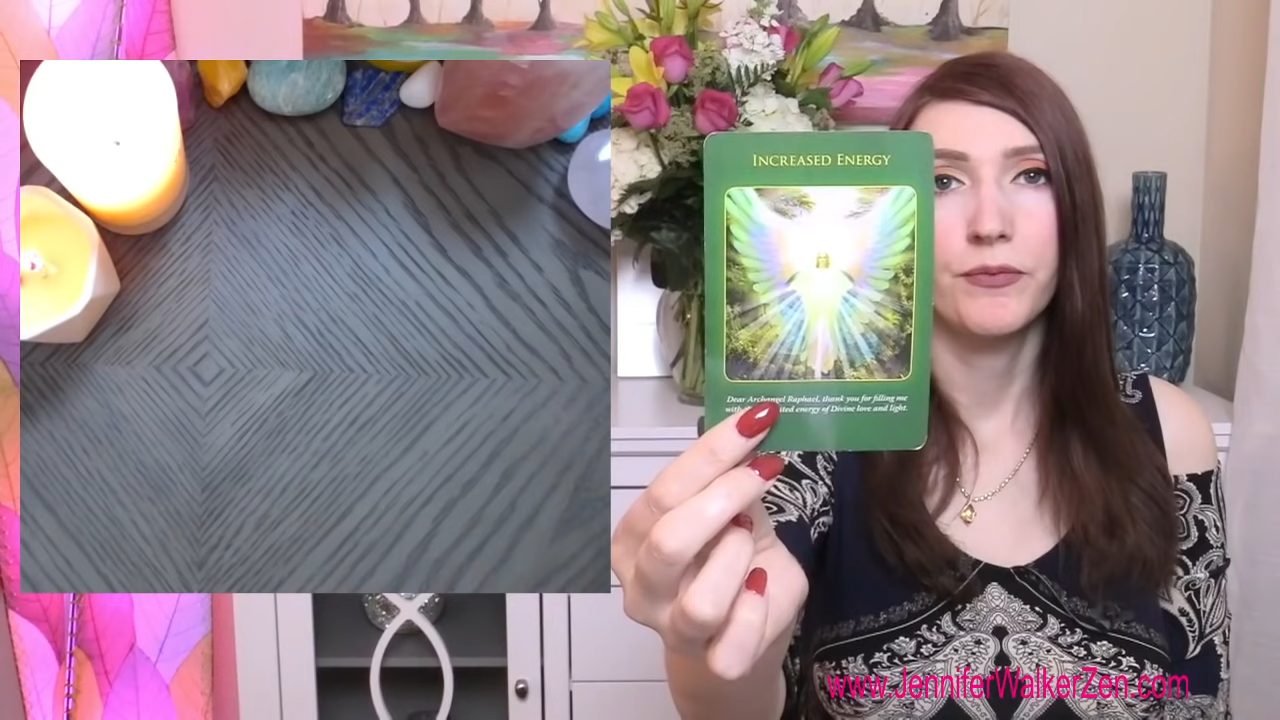 INCREASED ENERGY
Dear Archangel Raphael, thank you for filling me
with energy of Divine love and light.
www.JenniferWalkerZen.com